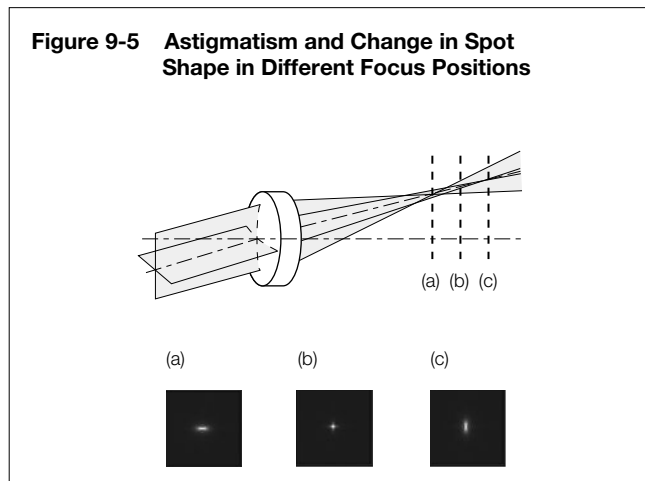 Figure 9-5 Astigmatism and Change in Spot
Shape in Different Focus Positions
(a) (b) (c)
(a) (b) (c)